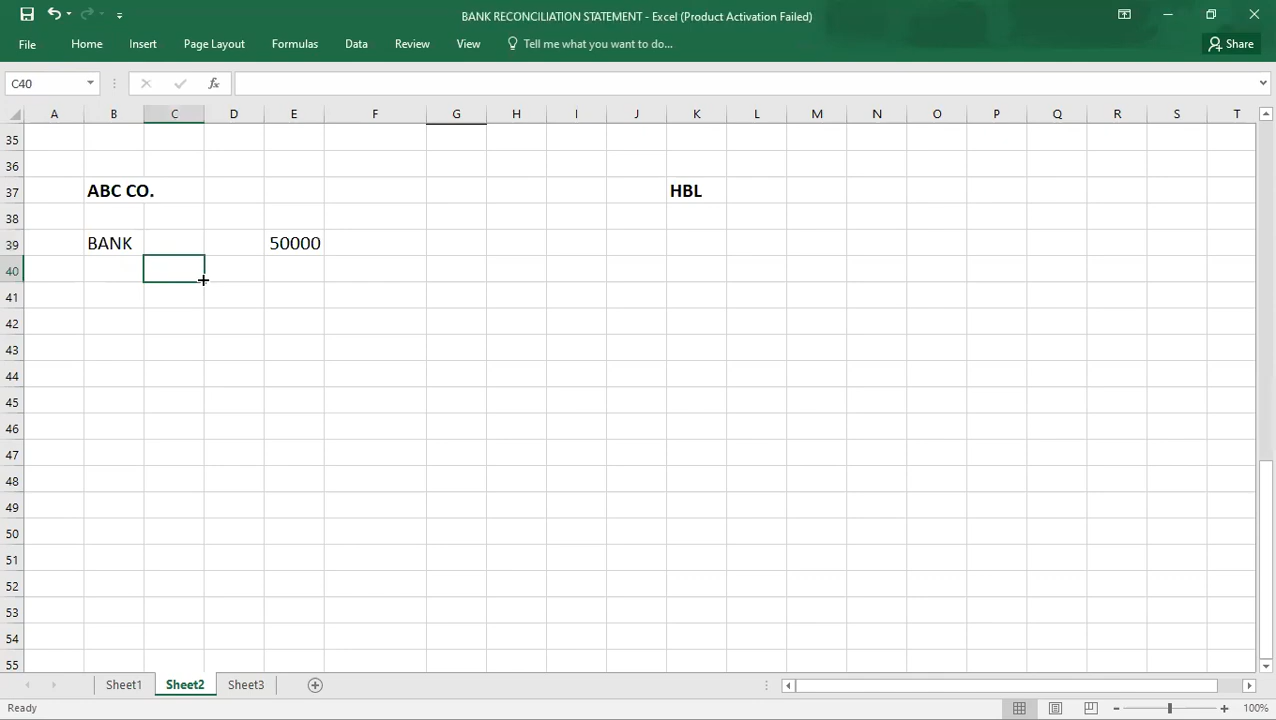 BANK RECONCILIATION STATEMENT - Excel (Product Activation Failed)
File Home Insert Page Layout Formulas Data Review View Tell me what you want to do... Share
C40 fx
A B C D E F G H I J K L M N O P Q R S T
35
36
37 ABC CO. HBL
38
39 BANK 50000
40
41
42
43
44
45
46
47
48
49
50
51
52
53
54
55
Sheet1 Sheet2 Sheet3
Ready 100%